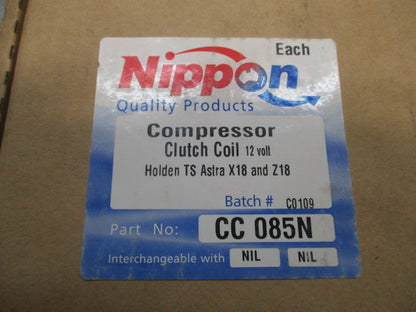 Each
Nippon
Quality Products
Compressor
Clutch Coil 12 volt
Holden TS Astra X18 and Z18
Batch # C0109
Part No: CC 085N
Interchangeable with NIL NIL